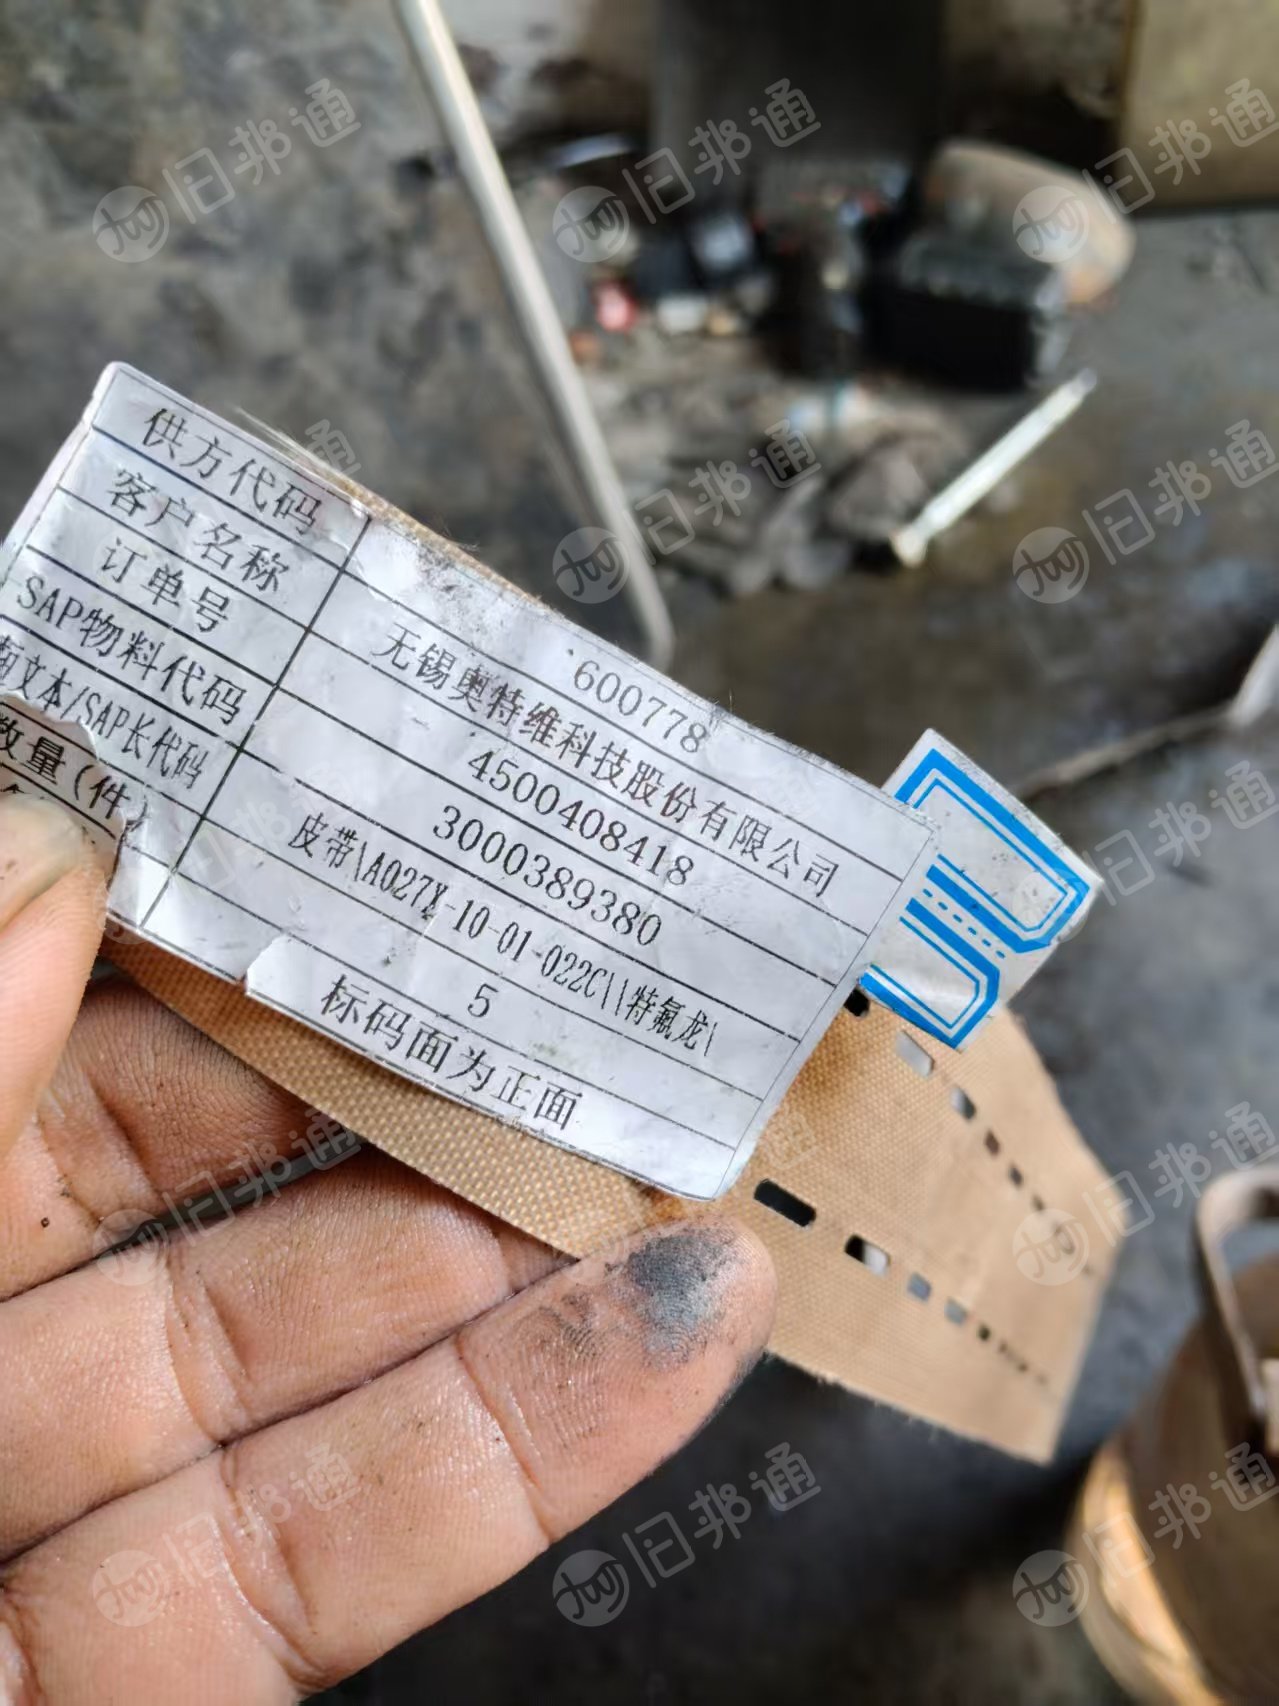 供方代码 600778
客户名称 无锡奥特维科技股份有限公司
订单号 4500408418
SAP物料代码 3000389380
文本/SAP长代码 皮带\A027X-10-01-022C\\特氟龙\
数量(件) 5
标码面为正面
旧邦通